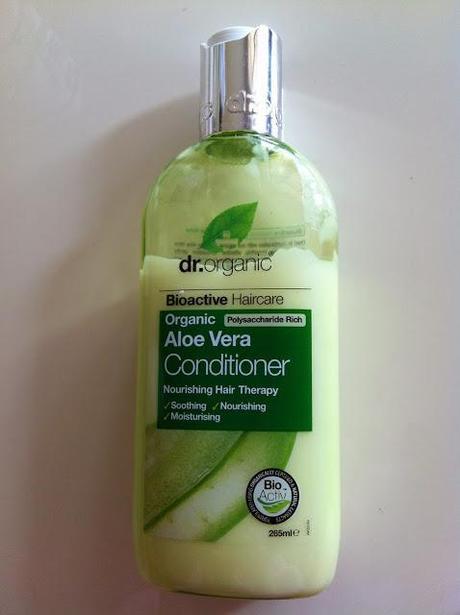 dr.organic
Bioactive Haircare
Organic Polysaccharide Rich
Aloe Vera
Conditioner
Nourishing Hair Therapy
✓Soothing ✓Nourishing
✓Moisturising
Bio
Activ
265ml e